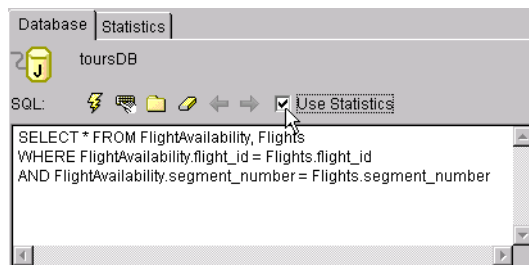 Database Statistics
J toursDB
SQL: Use Statistics
SELECT * FROM FlightAvailability, Flights
WHERE FlightAvailability.flight_id = Flights.flight_id
AND FlightAvailability.segment_number = Flights.segment_number